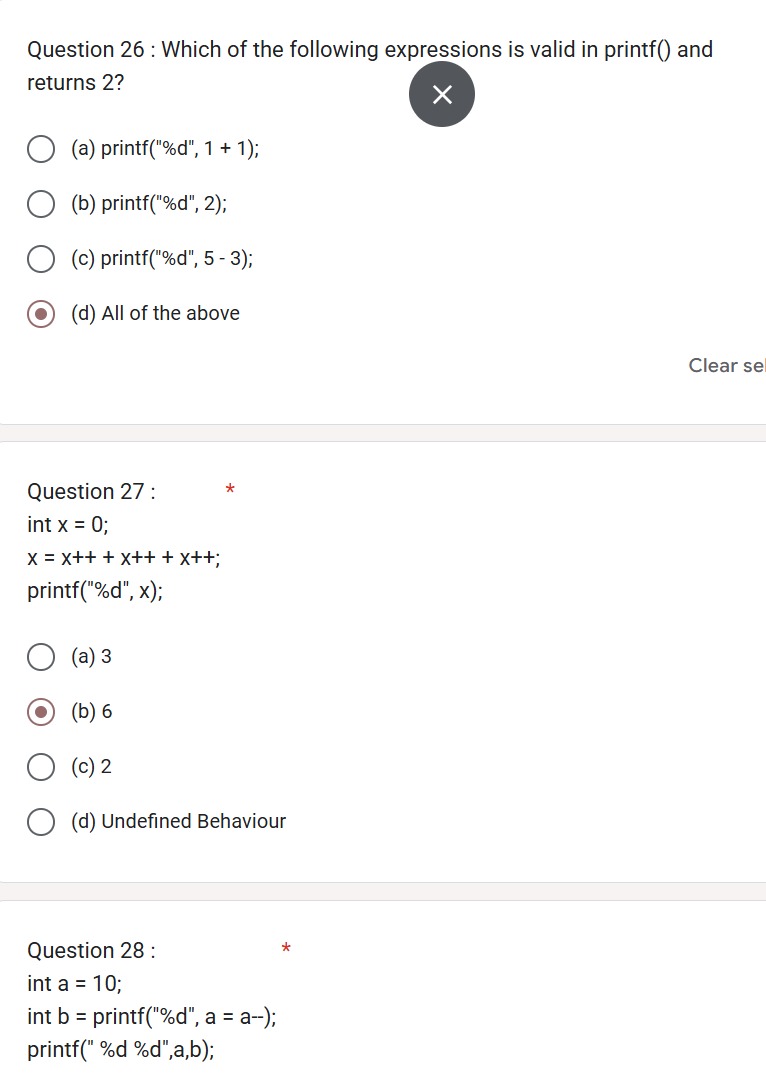 Question 26 : Which of the following expressions is valid in printf() and
returns 2?
(a) printf("%d", 1 + 1);
(b) printf("%d", 2);
(c) printf("%d", 5 - 3);
(d) All of the above
Clear sel
Question 27 : *
int x = 0;
x = x++ + x++ + x++;
printf("%d", x);
(a) 3
(b) 6
(c) 2
(d) Undefined Behaviour
Question 28 : *
int a = 10;
int b = printf("%d", a = a--);
printf(" %d %d",a,b);